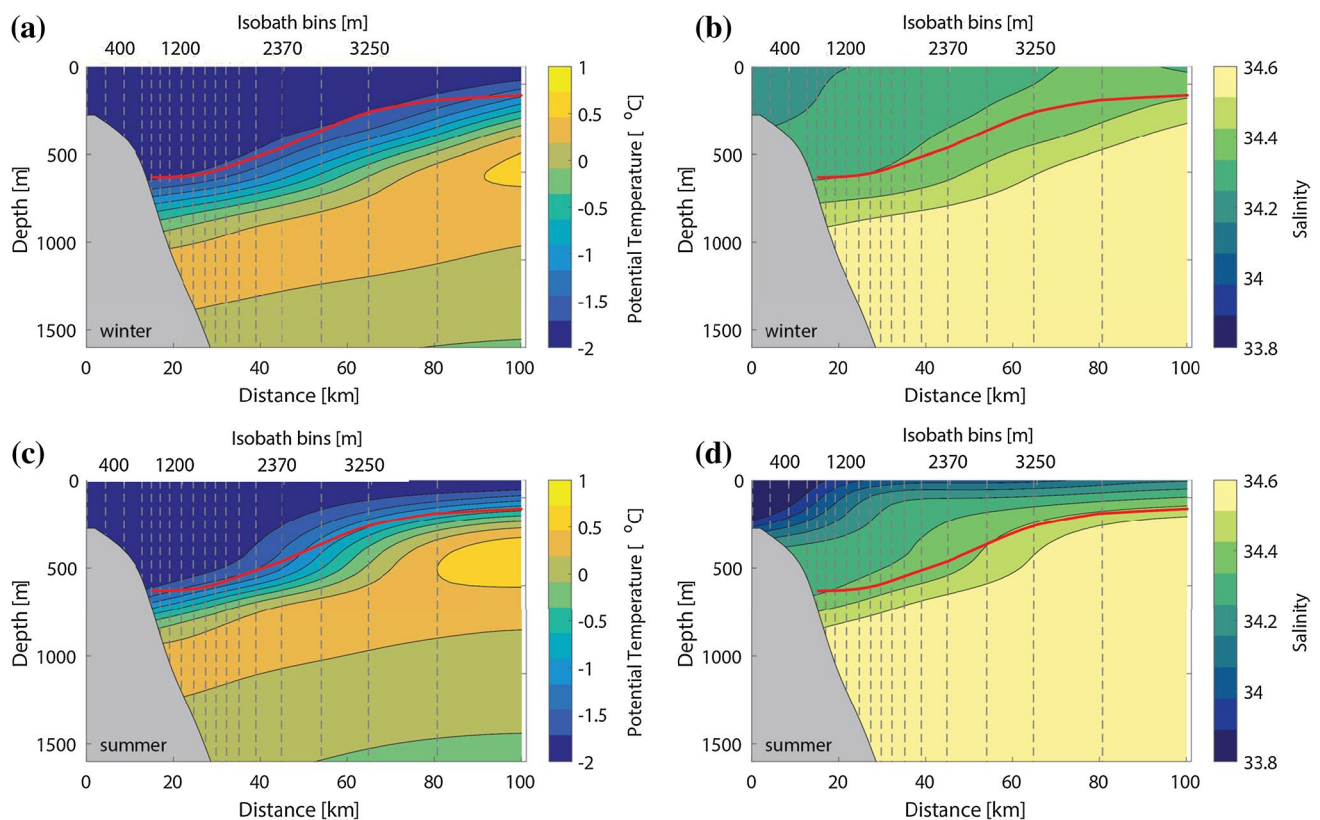 (a)
Isobath bins [m]
400 1200 2370 3250
0
500
1000
1500
Depth [m]
winter
0 20 40 60 80 100
Distance [km]
1
0.5
0
-0.5
-1
-1.5
-2
Potential Temperature [ °C]
(b)
Isobath bins [m]
400 1200 2370 3250
0
500
1000
1500
Depth [m]
winter
0 20 40 60 80 100
Distance [km]
34.6
34.4
34.2
34
33.8
Salinity
(c)
Isobath bins [m]
400 1200 2370 3250
0
500
1000
1500
Depth [m]
summer
0 20 40 60 80 100
Distance [km]
1
0.5
0
-0.5
-1
-1.5
-2
Potential Temperature [ °C]
(d)
Isobath bins [m]
400 1200 2370 3250
0
500
1000
1500
Depth [m]
summer
0 20 40 60 80 100
Distance [km]
34.6
34.4
34.2
34
33.8
Salinity